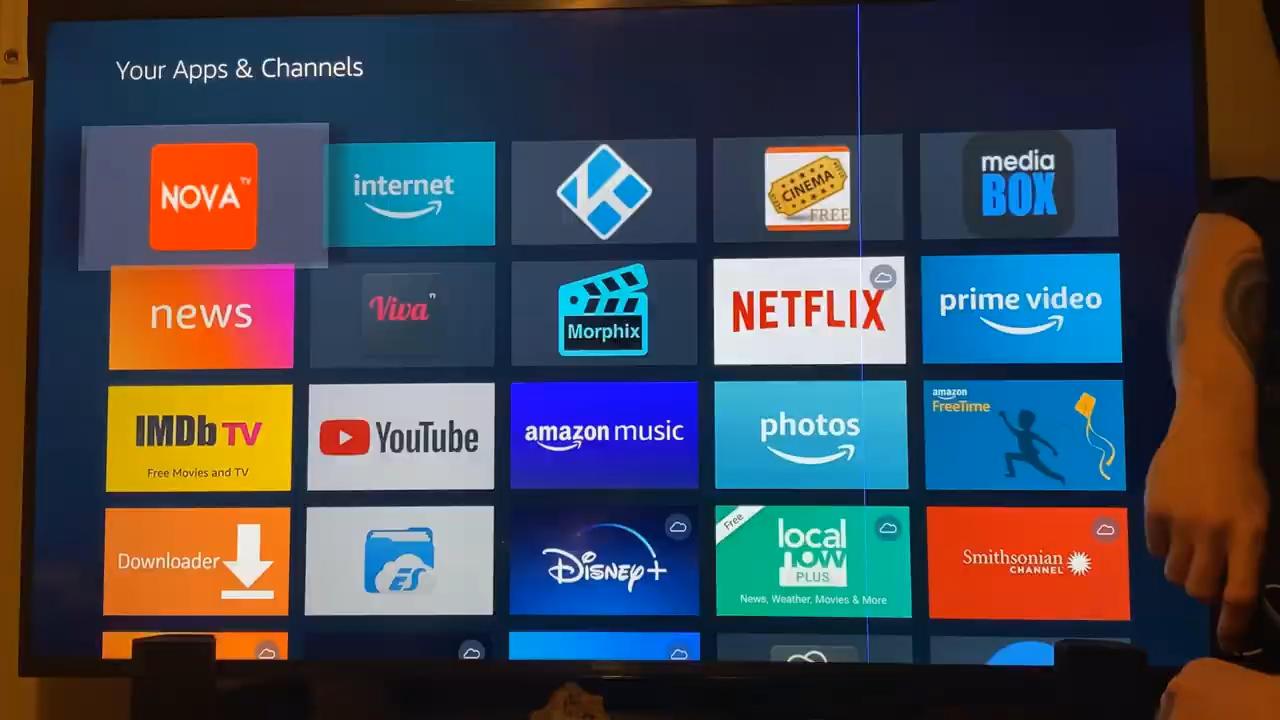 Your Apps & Channels
NOVA TV
internet
CINEMA
FREE
media
BOX
news
Viva
Morphix
NETFLIX
prime video
IMDb TV
Free Movies and TV
YouTube
amazon music
photos
amazon
FreeTime
Downloader
ES
Disney+
Free
local
now
PLUS
News, Weather, Movies & More
Smithsonian
CHANNEL